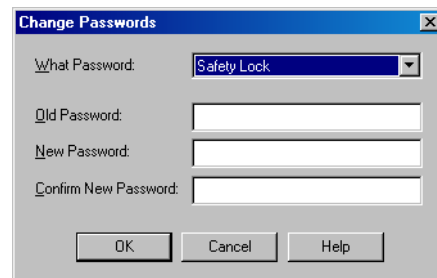 Change Passwords
What Password: Safety Lock
Old Password:
New Password:
Confirm New Password:
OK Cancel Help